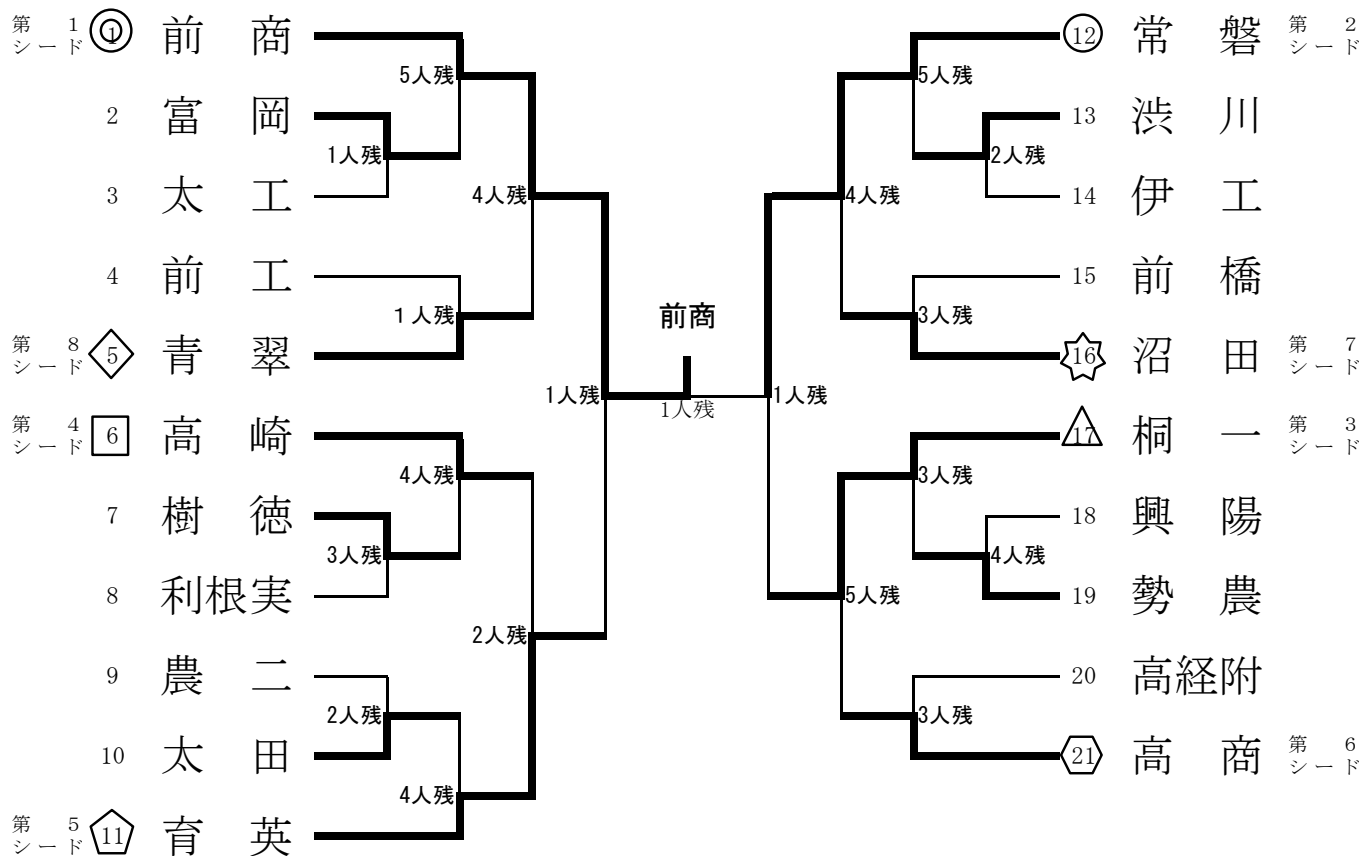 第 1
シード
① 前 商
2 富 岡
3 太 工
4 前 工
第 8
シード
5 青 翠
第 4
シード
6 高 崎
7 樹 徳
8 利根実
9 農 二
10 太 田
第 5
シード
11 育 英
5人残
1人残
4人残
1人残
1人残
4人残
3人残
2人残
2人残
4人残
前商
1人残
5人残
2人残
4人残
3人残
1人残
3人残
4人残
5人残
3人残
12 常 磐
第 2
シード
13 渋 川
14 伊 工
15 前 橋
16 沼 田
第 7
シード
17 桐 一
第 3
シード
18 興 陽
19 勢 農
20 高経附
21 高 商
第 6
シード